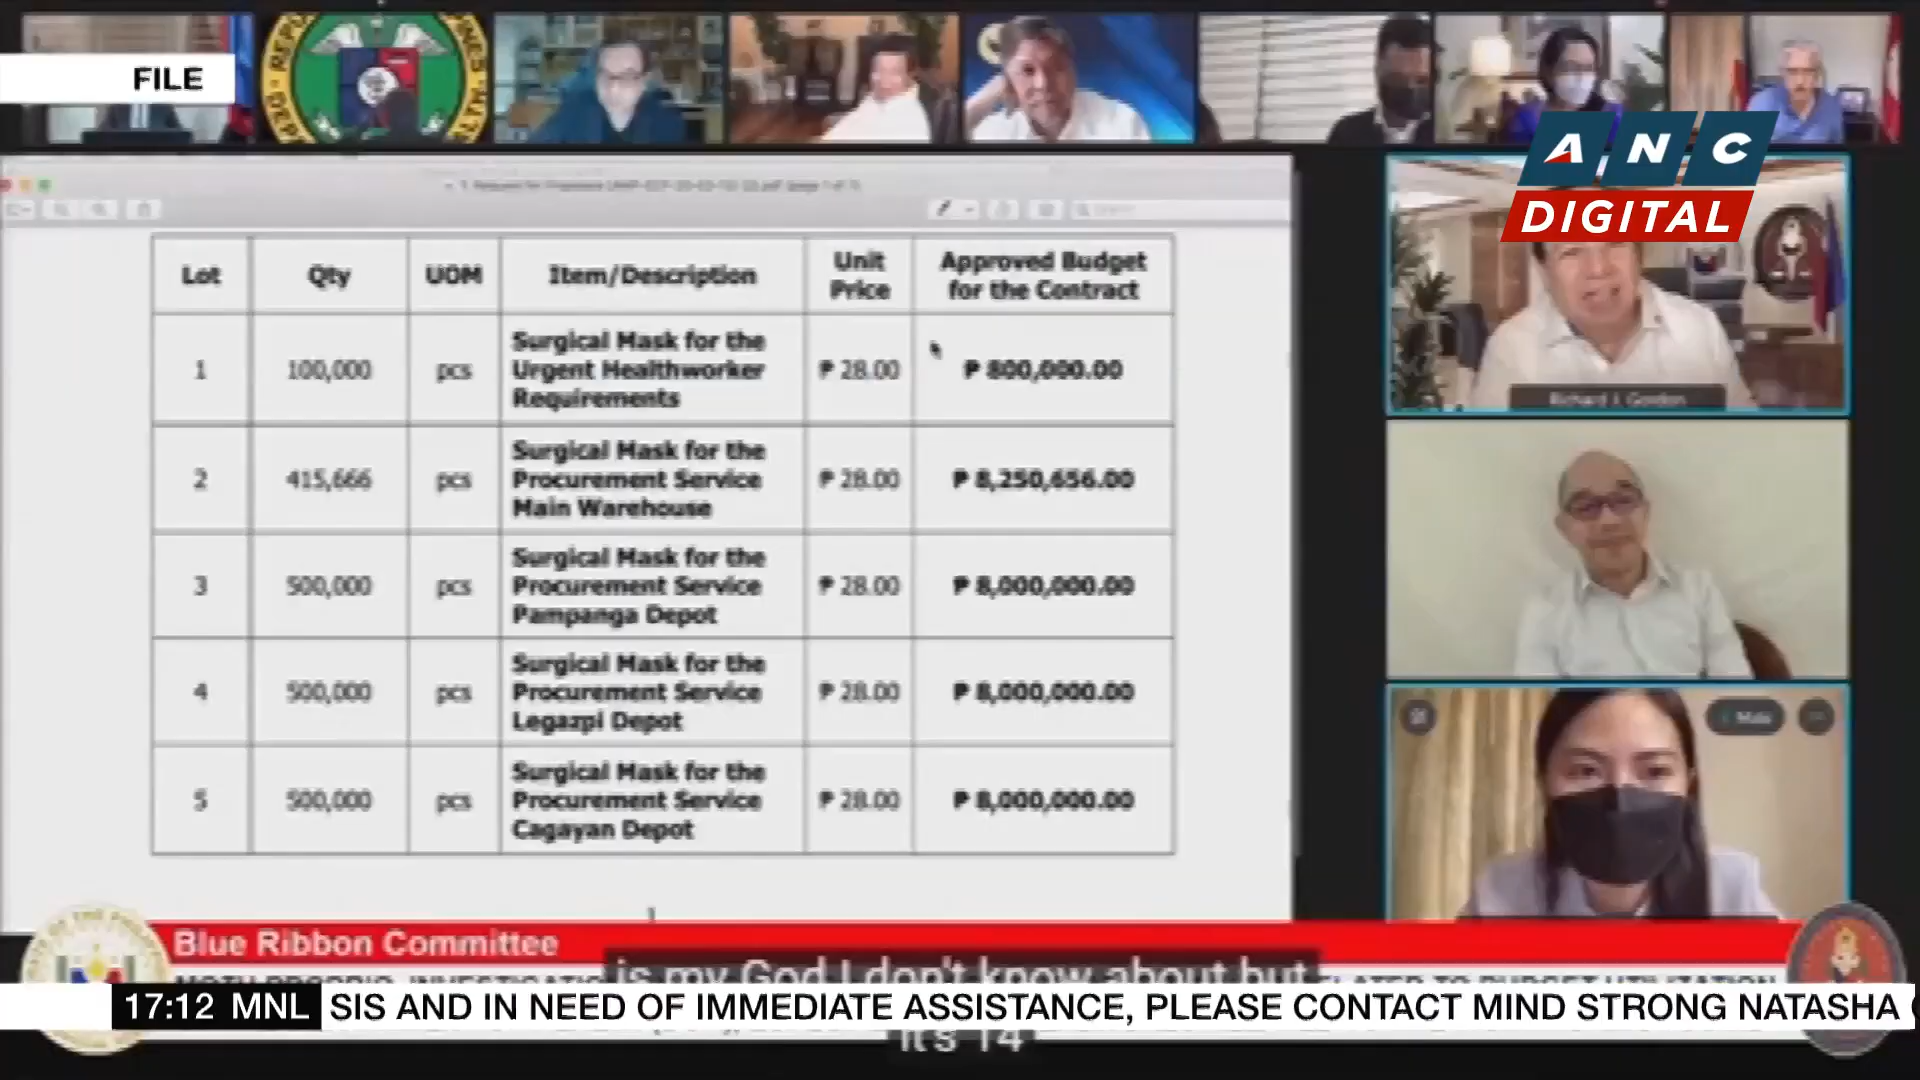 FILE
ANC
DIGITAL
Lot Qty UOM Item/Description Unit Price Approved Budget for the Contract
1 100,000 pcs Surgical Mask for the Urgent Healthworker Requirements ₱ 28.00 ₱ 800,000.00
2 415,666 pcs Surgical Mask for the Procurement Service Main Warehouse ₱ 28.00 ₱ 8,250,656.00
3 500,000 pcs Surgical Mask for the Procurement Service Pampanga Depot ₱ 28.00 ₱ 8,000,000.00
4 500,000 pcs Surgical Mask for the Procurement Service Legazpi Depot ₱ 28.00 ₱ 8,000,000.00
5 500,000 pcs Surgical Mask for the Procurement Service Cagayan Depot ₱ 28.00 ₱ 8,000,000.00
1
Richard J. Gordon
Mute
Blue Ribbon Committee
is my God I don't know about but
it's 14
17:12 MNL SIS AND IN NEED OF IMMEDIATE ASSISTANCE, PLEASE CONTACT MIND STRONG NATASHA